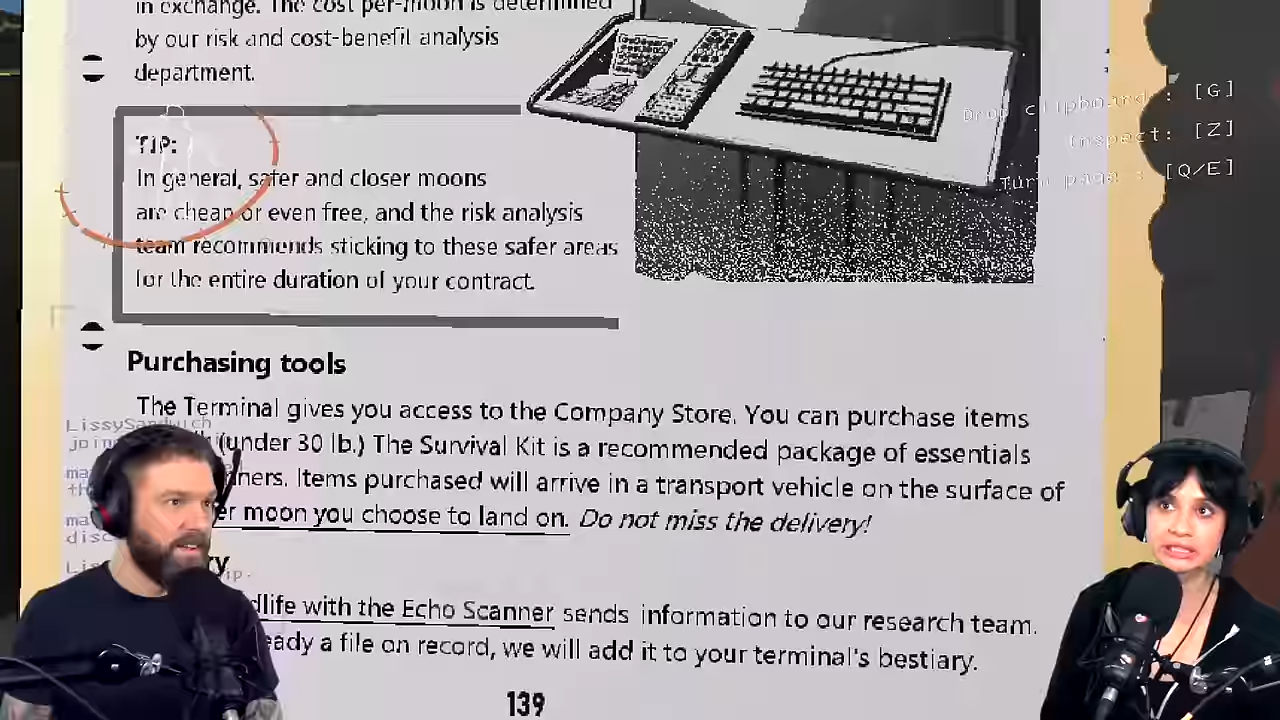 in exchange. The cost per-moon is determined
by our risk and cost-benefit analysis
department.
TIP:
In general, safer and closer moons
are cheap or even free, and the risk analysis
team recommends sticking to these safer areas
for the entire duration of your contract.
Drop clipboard : [G]
Inspect: [Z]
Turn page : [Q/E]
Purchasing tools
The Terminal gives you access to the Company Store. You can purchase items
(under 30 lb.) The Survival Kit is a recommended package of essentials
Items purchased will arrive in a transport vehicle on the surface of
moon you choose to land on. Do not miss the delivery!
with the Echo Scanner sends information to our research team.
a file on record, we will add it to your terminal's bestiary.
139
LissySandwich